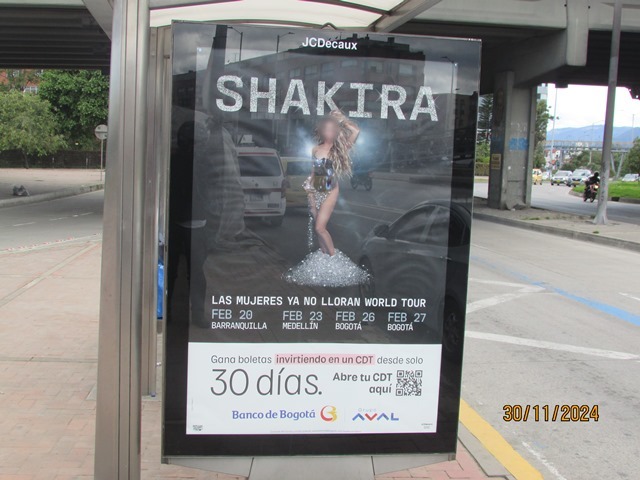 JCDecaux
SHAKIRA
LAS MUJERES YA NO LLORAN WORLD TOUR
FEB 20 FEB 23 FEB 26 FEB 27
BARRANQUILLA MEDELLÍN BOGOTÁ BOGOTÁ
Gana boletas invirtiendo en un CDT desde solo
30 días. Abre tu CDT
aquí
Banco de Bogotá Grupo AVAL
30/11/2024